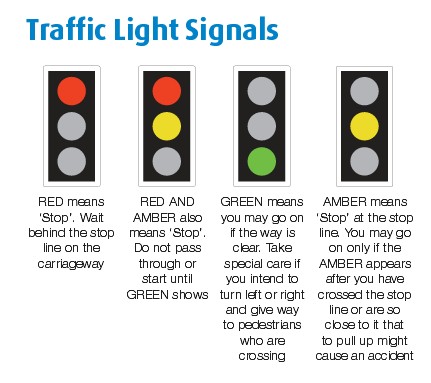 Traffic Light Signals
RED means
‘Stop’. Wait
behind the stop
line on the
carriageway
RED AND
AMBER also
means ‘Stop’.
Do not pass
through or
start until
GREEN shows
GREEN means
you may go on
if the way is
clear. Take
special care if
you intend to
turn left or right
and give way
to pedestrians
who are
crossing
AMBER means
‘Stop’ at the stop
line. You may go
on only if the
AMBER appears
after you have
crossed the stop
line or are so
close to it that
to pull up might
cause an accident